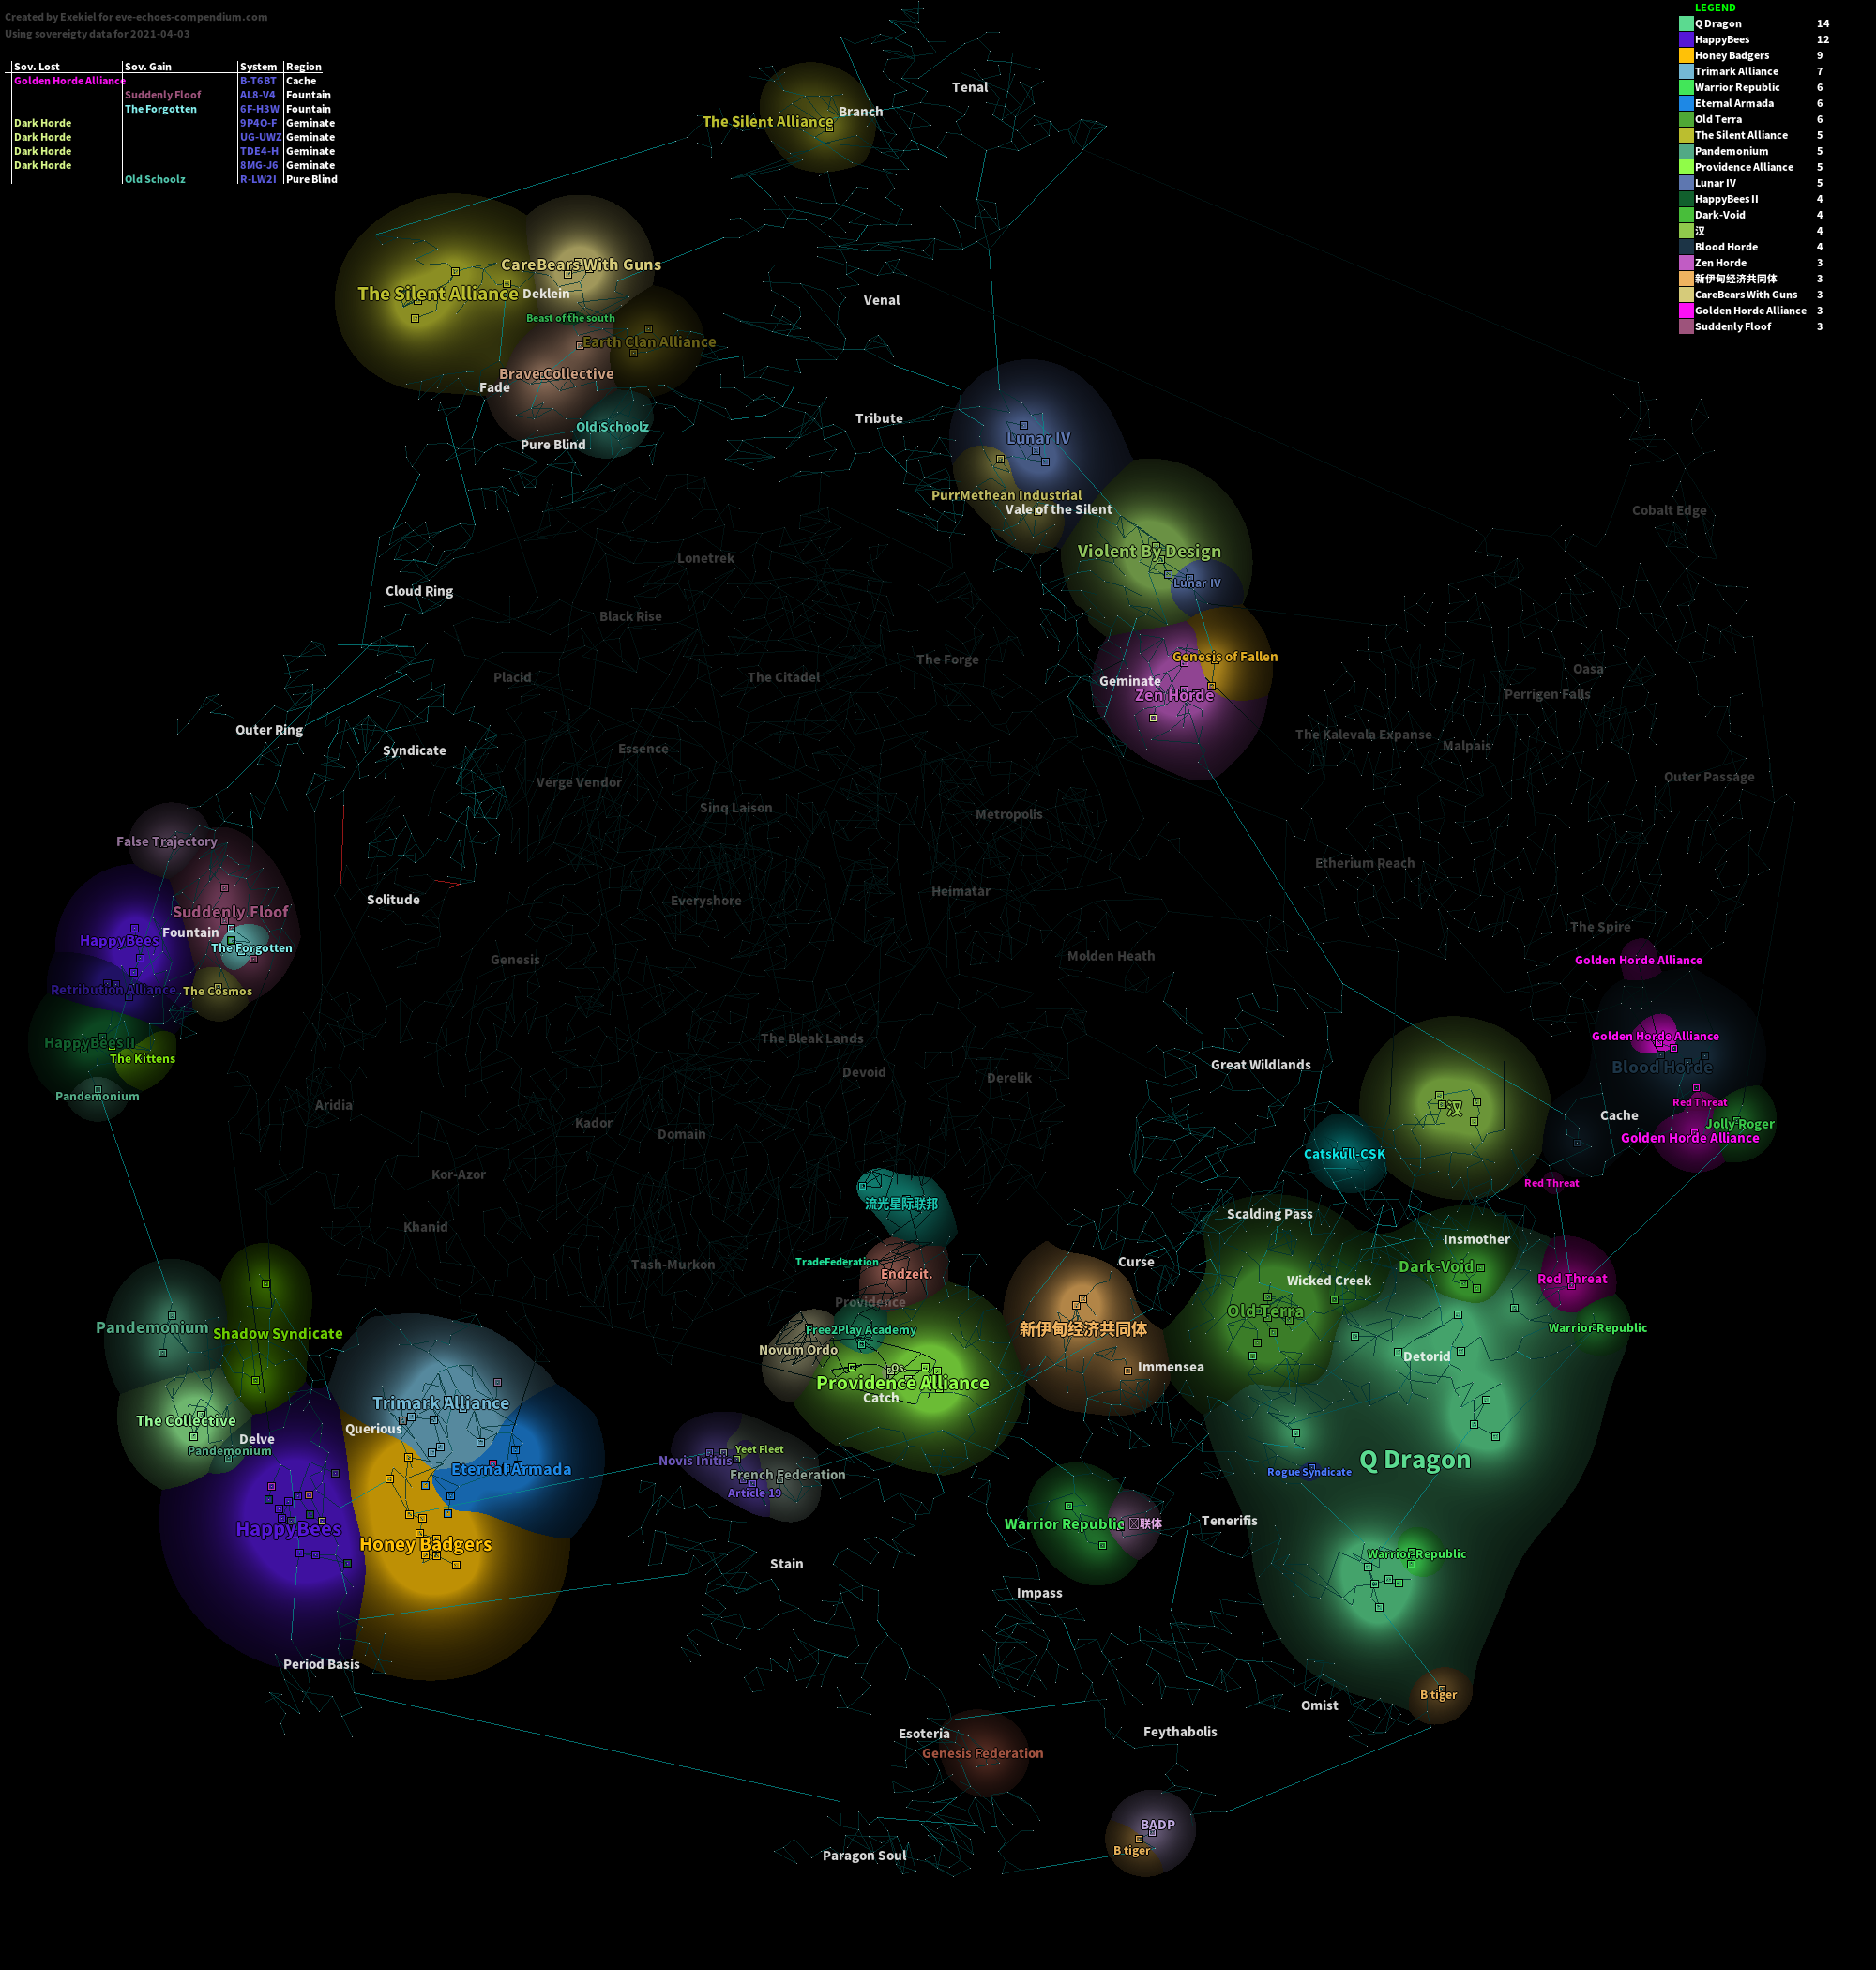 Created by Exekiel for eve-echoes-compendium.com
Using sovereigty data for 2021-04-03
Sov. Lost Sov. Gain System Region
Golden Horde Alliance B-T6BT Cache
Suddenly Floof AL8-V4 Fountain
The Forgotten 6F-H3W Fountain
Dark Horde 9P4O-F Geminate
Dark Horde UG-UWZ Geminate
Dark Horde TDE4-H Geminate
Dark Horde 8MG-J6 Geminate
Old Schoolz R-LW2I Pure Blind
LEGEND
Q Dragon 14
HappyBees 12
Honey Badgers 9
Trimark Alliance 7
Warrior Republic 6
Eternal Armada 6
Old Terra 6
The Silent Alliance 5
Pandemonium 5
Providence Alliance 5
Lunar IV 5
HappyBees II 4
Dark-Void 4
汉 4
Blood Horde 4
Zen Horde 3
新伊甸经济共同体 3
CareBears With Guns 3
Golden Horde Alliance 3
Suddenly Floof 3
Tenal
Branch
The Silent Alliance
CareBears With Guns
The Silent Alliance
Deklein
Venal
Beast of the south
Earth Clan Alliance
Brave Collective
Fade
Tribute
Old Schoolz
Pure Blind
Lunar IV
PurrMethean Industrial
Vale of the Silent
Cobalt Edge
Violent By Design
Lonetrek
Lunar IV
Cloud Ring
Black Rise
Genesis of Fallen
The Forge
Oasa
Placid
The Citadel
Geminate
Zen Horde
Perrigen Falls
Outer Ring
The Kalevala Expanse
Malpais
Syndicate
Essence
Outer Passage
Verge Vendor
Sinq Laison
Metropolis
False Trajectory
Etherium Reach
Heimatar
Solitude
Everyshore
Suddenly Floof
The Spire
Fountain
HappyBees
The Forgotten
Molden Heath
Genesis
Golden Horde Alliance
Retribution Alliance
The Cosmos
Golden Horde Alliance
The Bleak Lands
HappyBees II
The Kittens
Great Wildlands
Blood Horde
Devoid
Derelik
Pandemonium
Red Threat
Aridia
汉
Cache
Kador
Jolly Roger
Domain
Golden Horde Alliance
Catskull-CSK
Kor-Azor
Red Threat
流光星际联邦
Scalding Pass
Khanid
Insmother
TradeFederation
Curse
Tash-Murkon
Dark-Void
Endzeit.
Wicked Creek
Red Threat
Providence
Old Terra
Pandemonium
Shadow Syndicate
Free2Play Academy
新伊甸经济共同体
Warrior Republic
Novum Ordo
Detorid
Os
Immensea
Providence Alliance
Catch
Trimark Alliance
The Collective
Querious
Delve
Pandemonium
Yeet Fleet
Novis Initiis
Q Dragon
Eternal Armada
French Federation
Rogue Syndicate
Article 19
Tenerifis
Warrior Republic
联体
HappyBees
Honey Badgers
Warrior Republic
Stain
Impass
Period Basis
B tiger
Omist
Esoteria
Feythabolis
Genesis Federation
BADP
B tiger
Paragon Soul